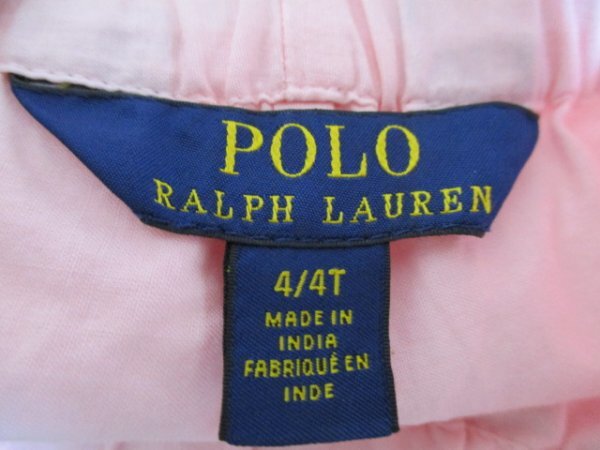 POLO
RALPH LAUREN
4/4T
MADE IN
INDIA
FABRIQUÉ EN
INDE